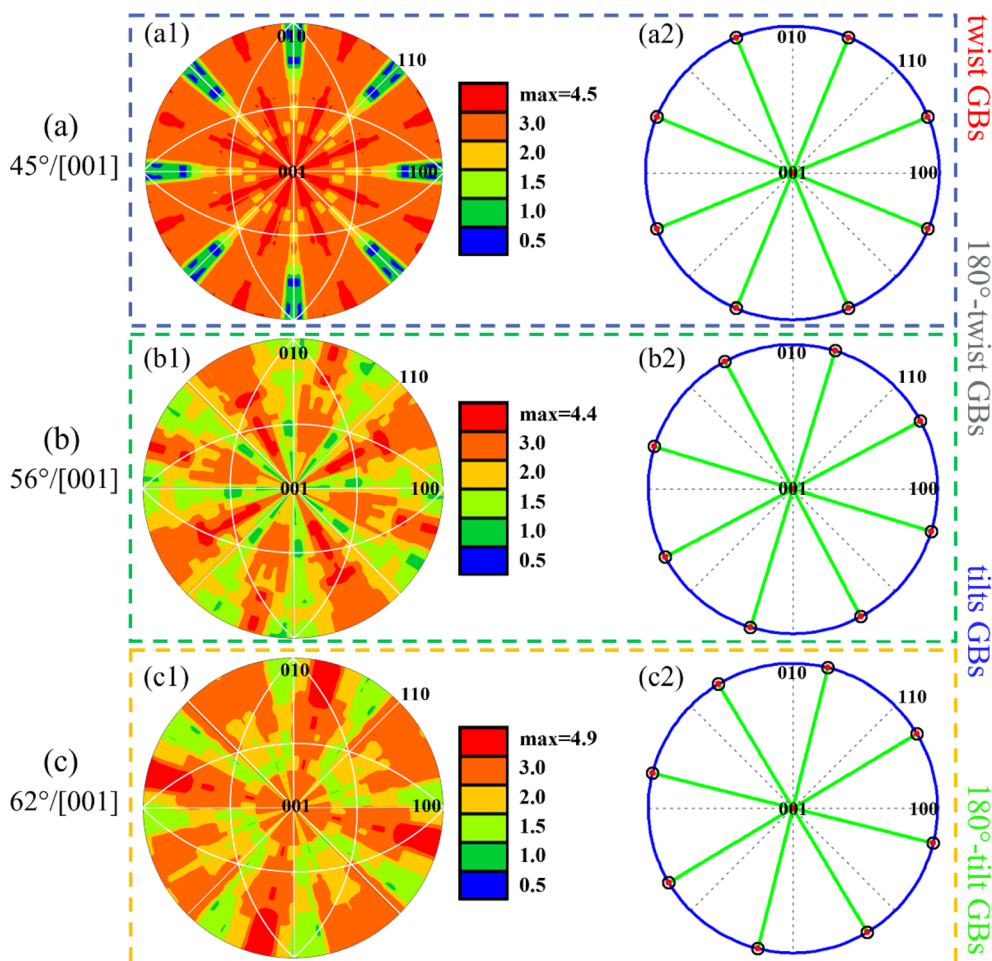 (a)
45°/[001]
(a1)
010
110
001
100
max=4.5
3.0
2.0
1.5
1.0
0.5
(a2)
010
110
001
100
(b)
56°/[001]
(b1)
010
110
001
100
max=4.4
3.0
2.0
1.5
1.0
0.5
(b2)
010
110
001
100
(c)
62°/[001]
(c1)
010
110
001
100
max=4.9
3.0
2.0
1.5
1.0
0.5
(c2)
010
110
001
100
twist GBs
180°-twist GBs
tilts GBs
180°-tilt GBs